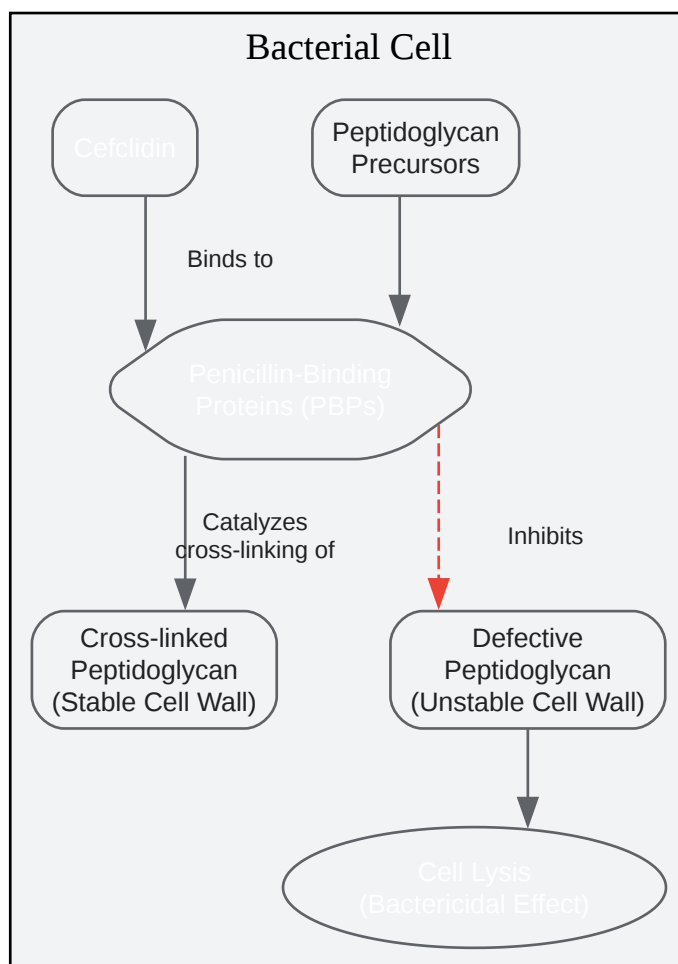 Bacterial Cell
Cefclidin
Peptidoglycan
Precursors
Binds to
Penicillin-Binding
Proteins (PBPs)
Catalyzes
cross-linking of
Inhibits
Cross-linked
Peptidoglycan
(Stable Cell Wall)
Defective
Peptidoglycan
(Unstable Cell Wall)
Cell Lysis
(Bactericidal Effect)